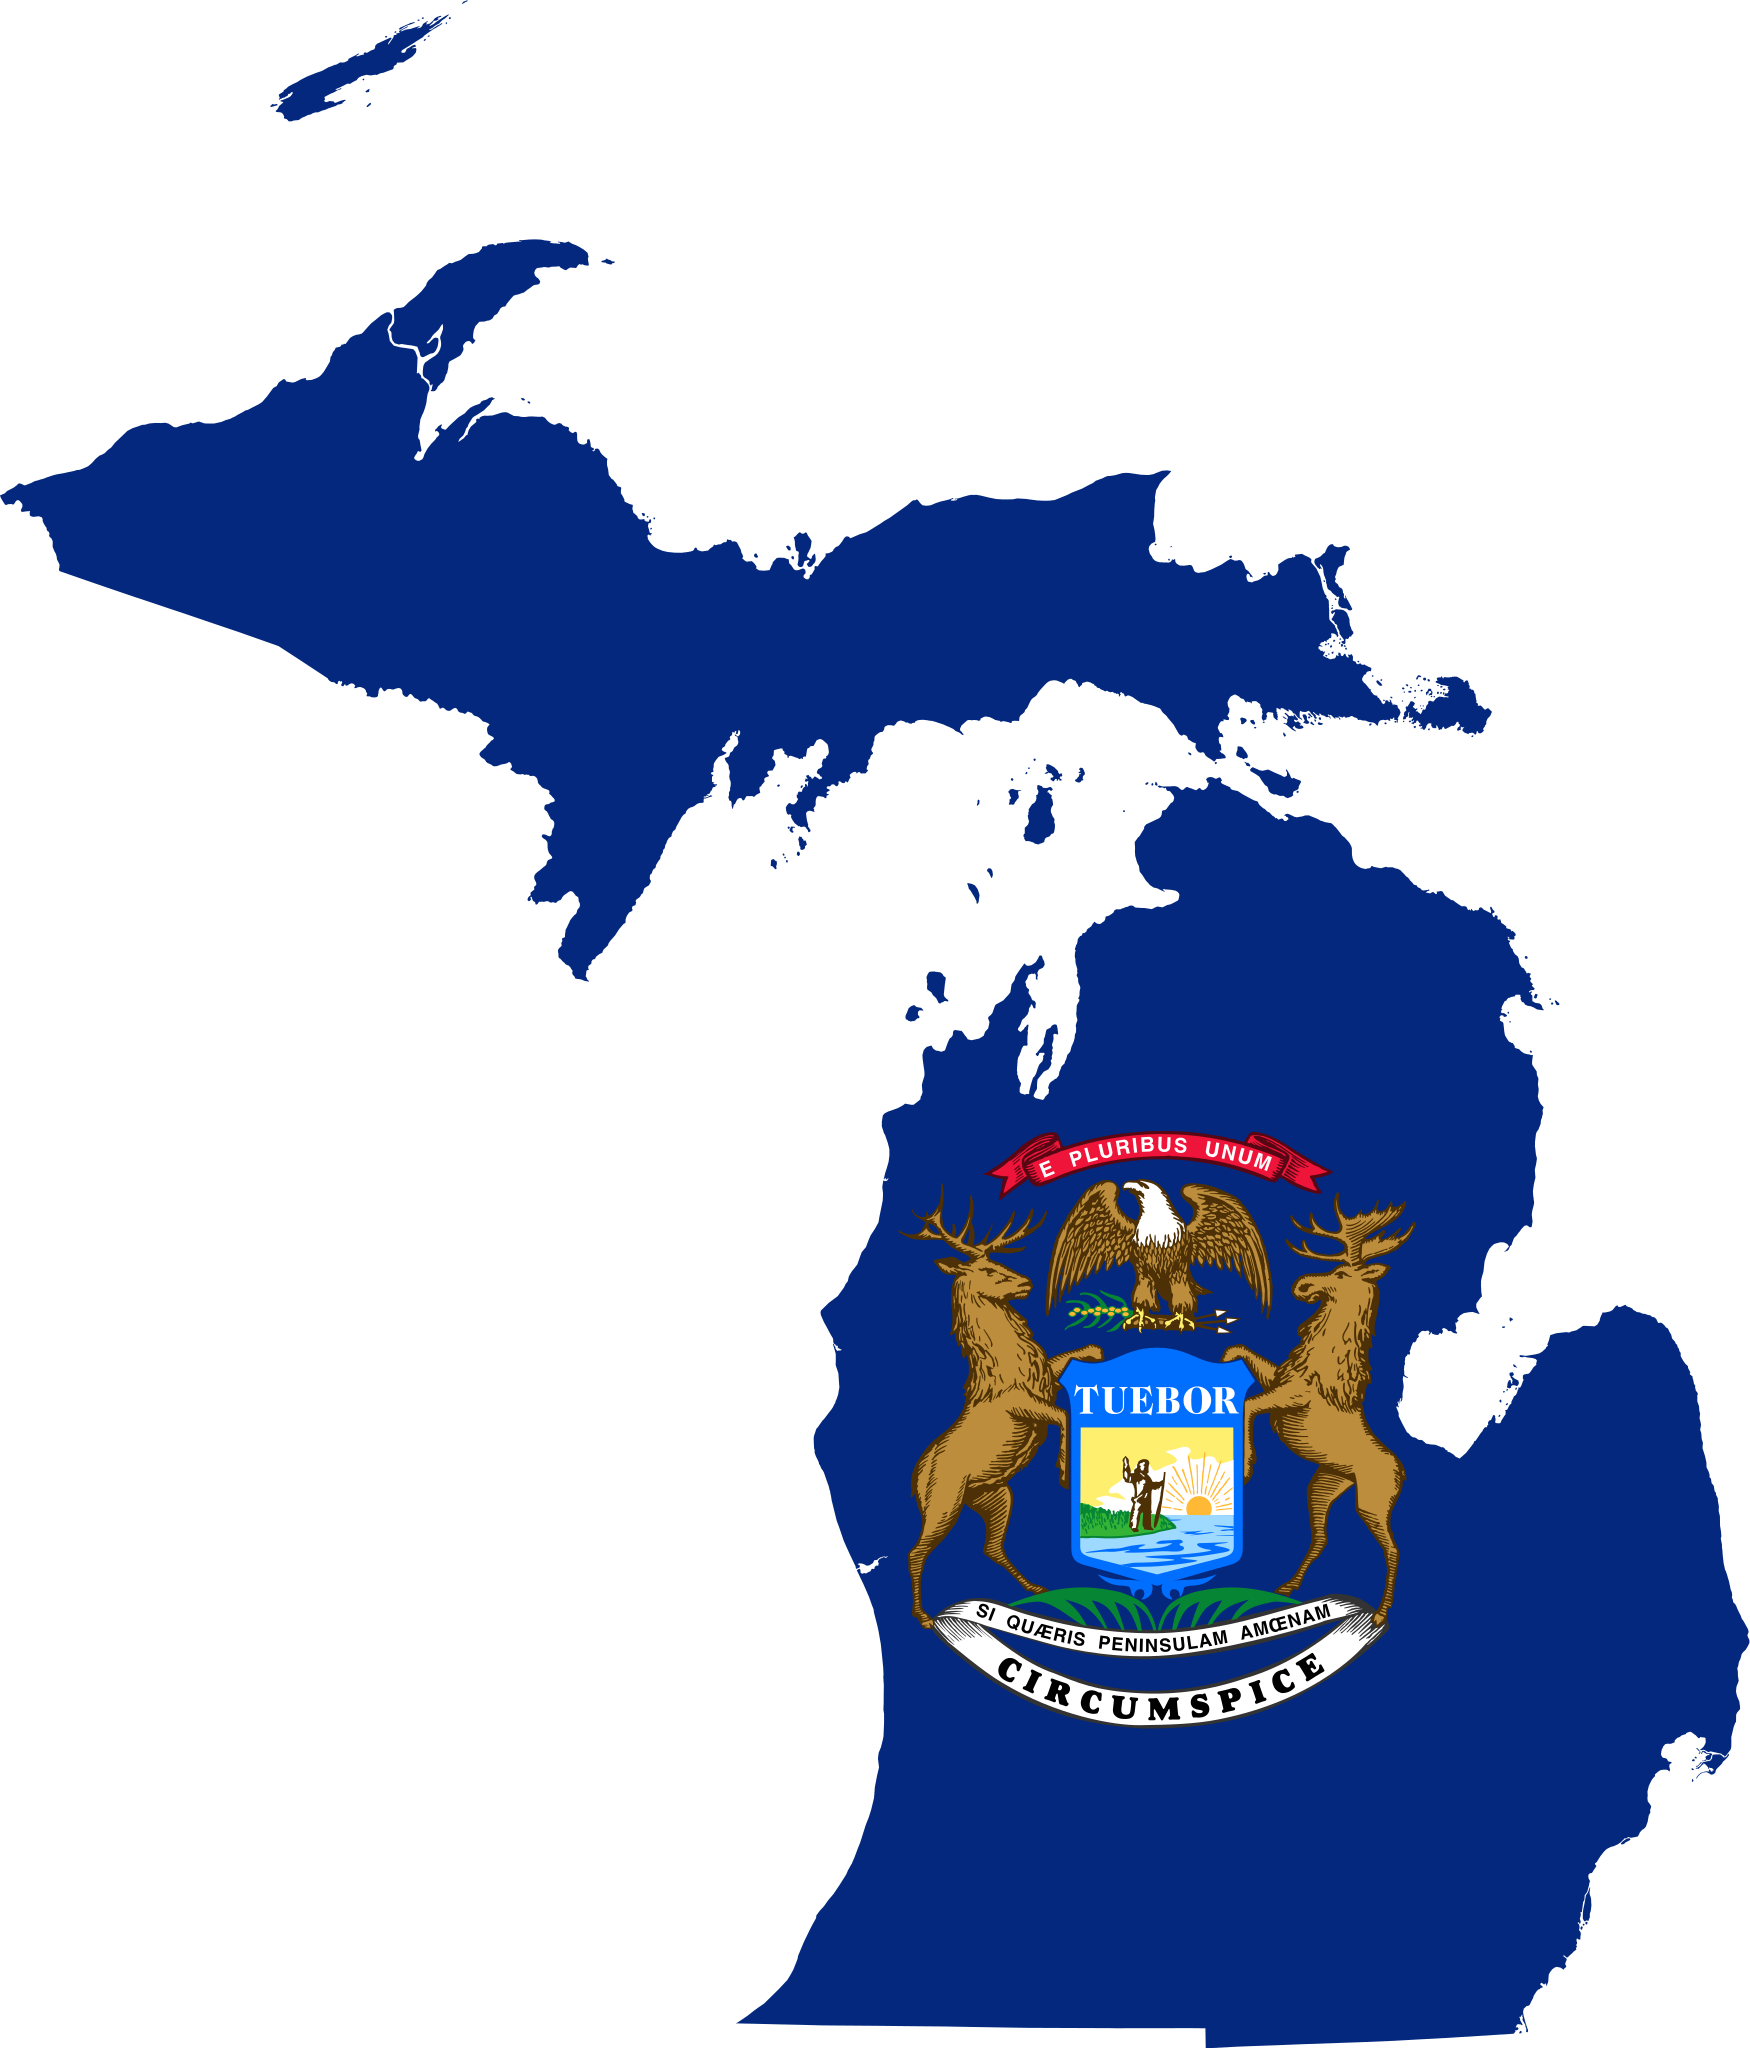 E PLURIBUS UNUM
TUEBOR
SI QUÆRIS PENINSULAM AMŒNAM
CIRCUMSPICE